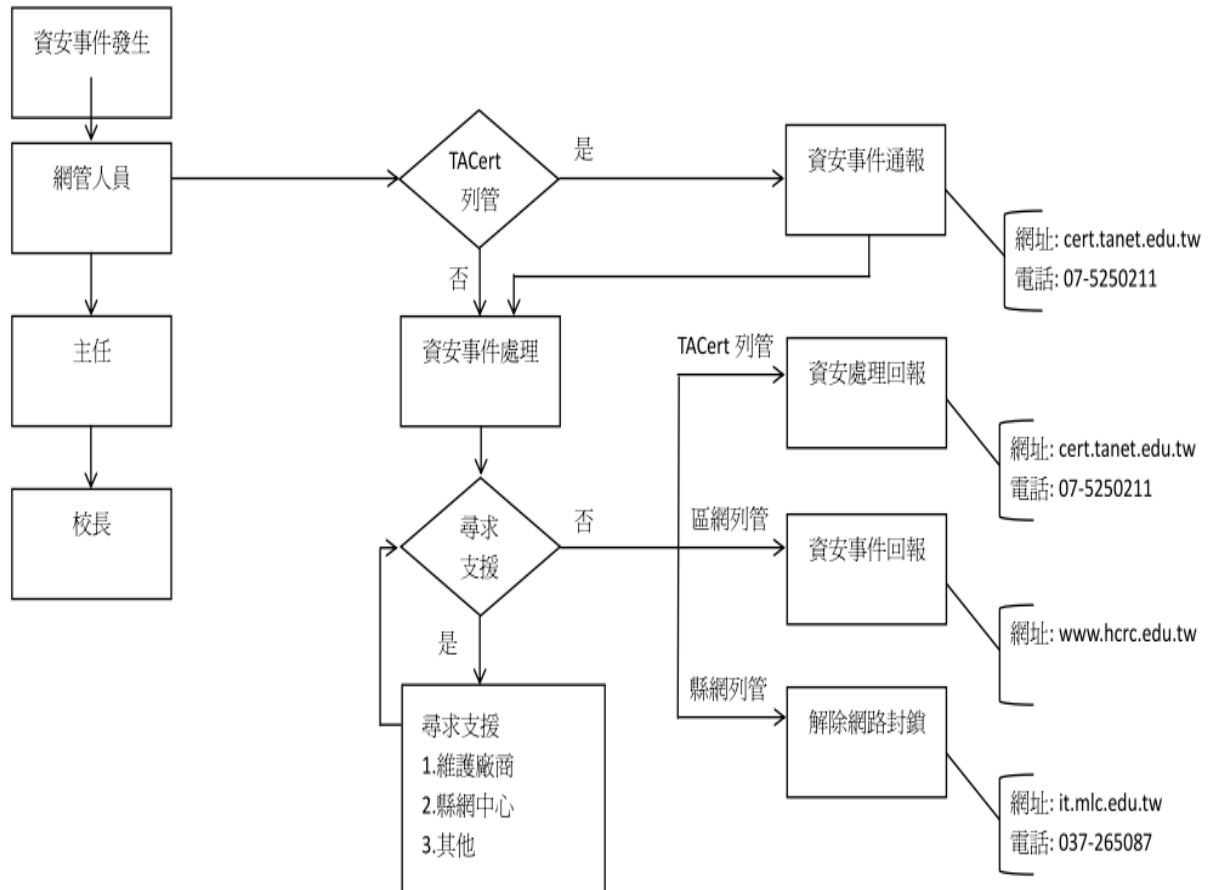 資安事件發生
網管人員
主任
校長
TACert
列管
是
否
資安事件通報
網址: cert.tanet.edu.tw
電話: 07-5250211
資安事件處理
TACert 列管
資安處理回報
網址: cert.tanet.edu.tw
電話: 07-5250211
尋求
支援
否
是
區網列管
資安事件回報
網址: www.hcrc.edu.tw
縣網列管
解除網路封鎖
網址: it.mlc.edu.tw
電話: 037-265087
尋求支援
1.維護廠商
2.縣網中心
3.其他